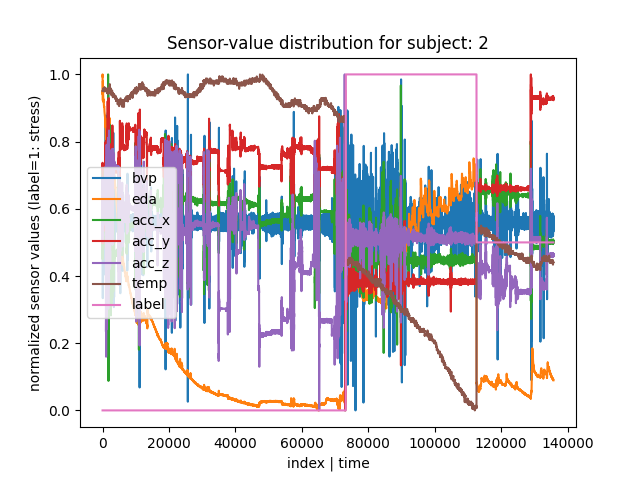 Sensor-value distribution for subject: 2
normalized sensor values (label=1: stress)
1.0
0.8
0.6
0.4
0.2
0.0
bvp
eda
acc_x
acc_y
acc_z
temp
label
0 20000 40000 60000 80000 100000 120000 140000
index | time